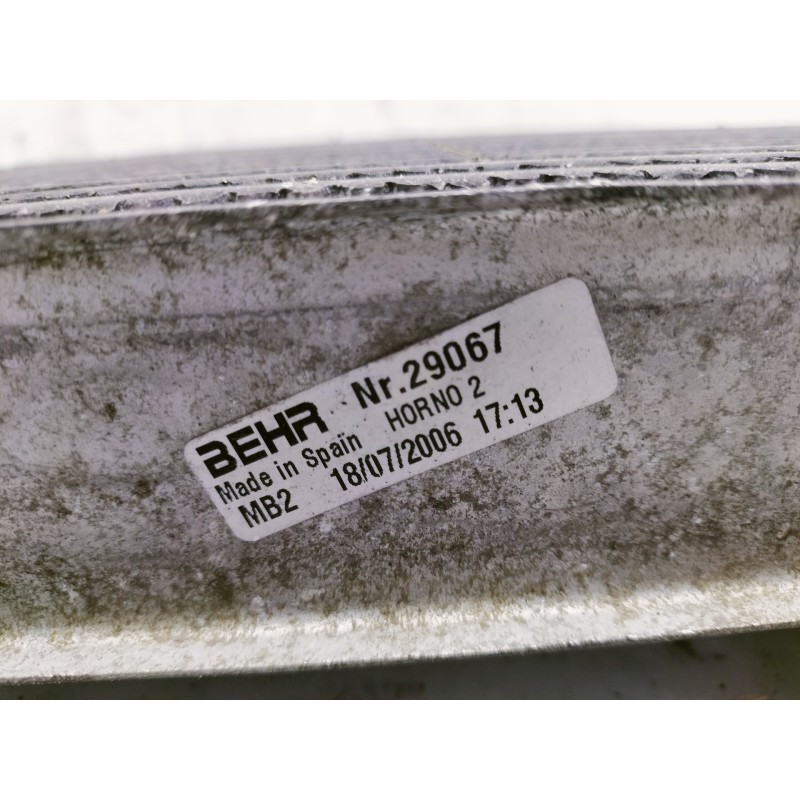 BEHR Nr.29067
Made in Spain HORNO 2
MB2 18/07/2006 17:13